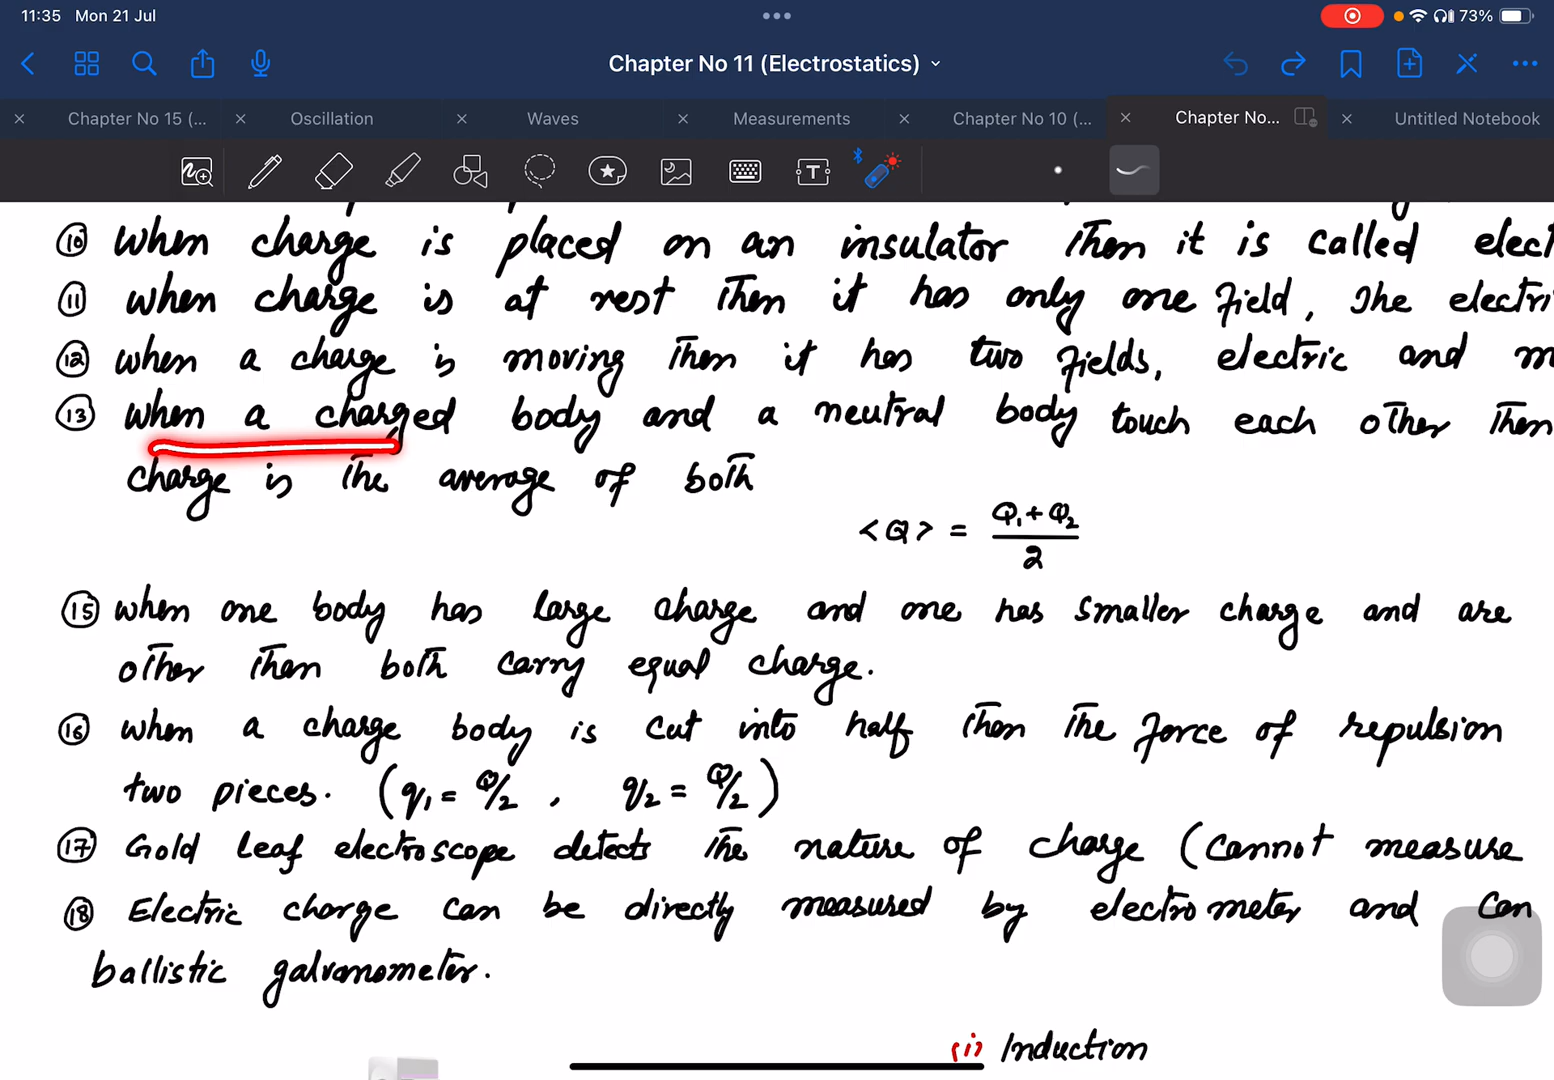 11:35 Mon 21 Jul
73%
Chapter No 11 (Electrostatics)
Chapter No 15 (...
Oscillation
Waves
Measurements
Chapter No 10 (...
Chapter No...
Untitled Notebook
(10) When charge is placed on an insulator then it is called elect
(11) when charge is at rest then it has only one field, The electri
(12) when a charge is moving then it has two fields, electric and m
(13) when a charged body and a neutral body touch each other then
charge is the average of both
<Q> = Q₁+Q₂/2
(15) when one body has large charge and one has smaller charge and are
other then both carry equal charge.
(16) when a charge body is cut into half then the force of repulsion
two pieces. (q₁ = Q/2 , q₂ = Q/2)
(17) Gold leaf electroscope detects the nature of charge (cannot measure
(18) Electric charge can be directly measured by electrometer and can
ballistic galvanometer.
(i) Induction